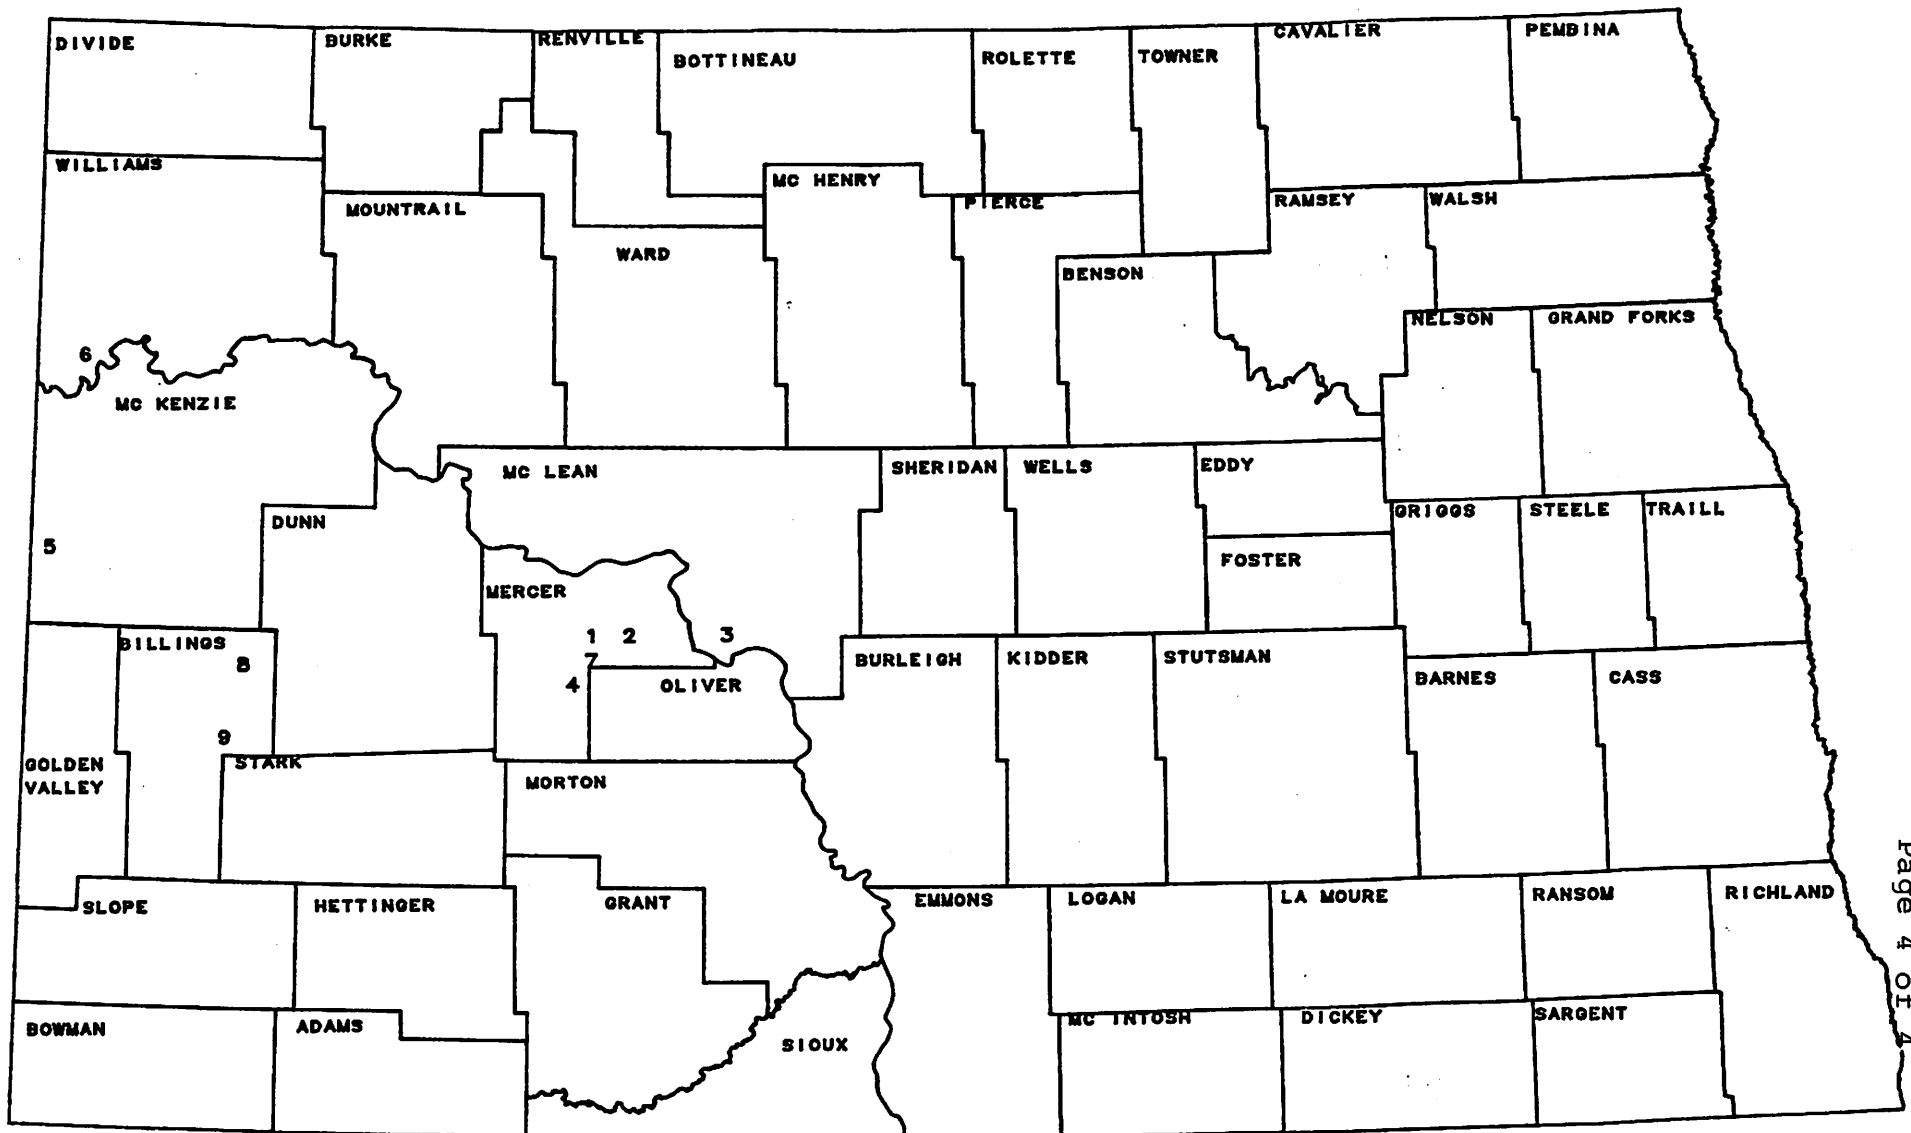 DIVIDE
BURKE
RENVILLE
BOTTINEAU
ROLETTE
TOWNER
CAVALIER
PEMBINA
WILLIAMS
MOUNTRAIL
WARD
MC HENRY
PIERCE
BENSON
RAMSEY
WALSH
NELSON
GRAND FORKS
6
MC KENZIE
MC LEAN
SHERIDAN
WELLS
EDDY
GRIGGS
STEELE
TRAILL
DUNN
5
FOSTER
MERCER
1
2
3
BILLINGS
8
7
4
OLIVER
BURLEIGH
KIDDER
STUTSMAN
BARNES
CASS
9
GOLDEN
VALLEY
STARK
MORTON
SLOPE
HETTINGER
GRANT
EMMONS
LOGAN
LA MOURE
RANSOM
RICHLAND
BOWMAN
ADAMS
SIOUX
MC INTOSH
DICKEY
SARGENT
Page 4 of 4